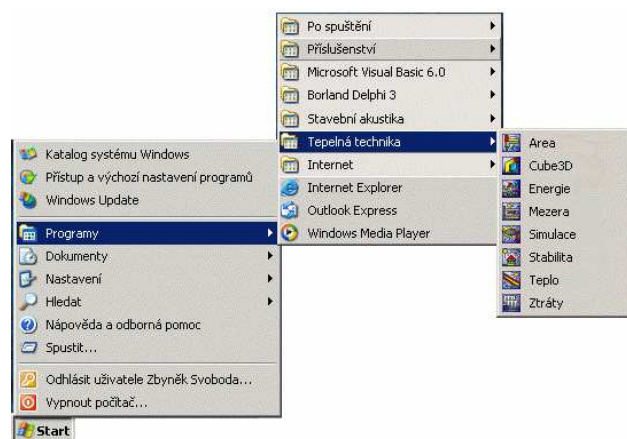 Po spuštění
Příslušenství
Microsoft Visual Basic 6.0
Borland Delphi 3
Stavební akustika
Tepelná technika
Internet
Internet Explorer
Outlook Express
Windows Media Player
Area
Cube3D
Energie
Mezera
Simulace
Stabilita
Teplo
Ztráty
Katalog systému Windows
Přístup a výchozí nastavení programů
Windows Update
Programy
Dokumenty
Nastavení
Hledat
Nápověda a odborná pomoc
Spustit...
Odhlásit uživatele Zbyněk Svoboda...
Vypnout počítač...
Start